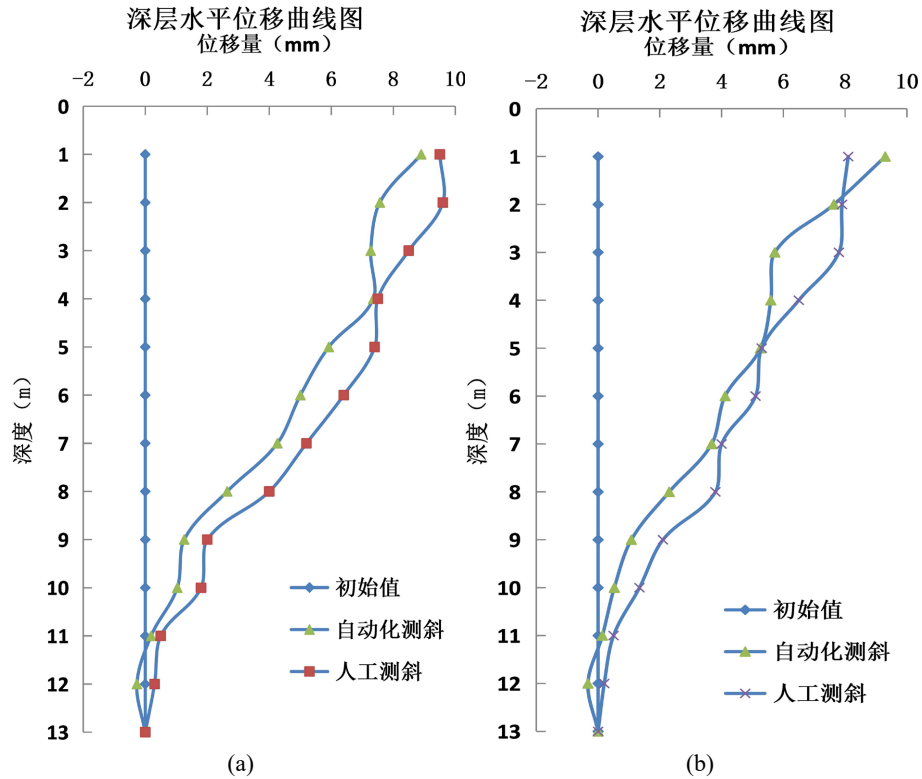 深层水平位移曲线图
位移量（mm）
−2 0 2 4 6 8 10
0
1
2
3
4
5
6
7
8
9
10
11
12
13
深度（m）
初始值
自动化测斜
人工测斜
(a)
深层水平位移曲线图
位移量（mm）
−2 0 2 4 6 8 10
0
1
2
3
4
5
6
7
8
9
10
11
12
13
深度（m）
初始值
自动化测斜
人工测斜
(b)